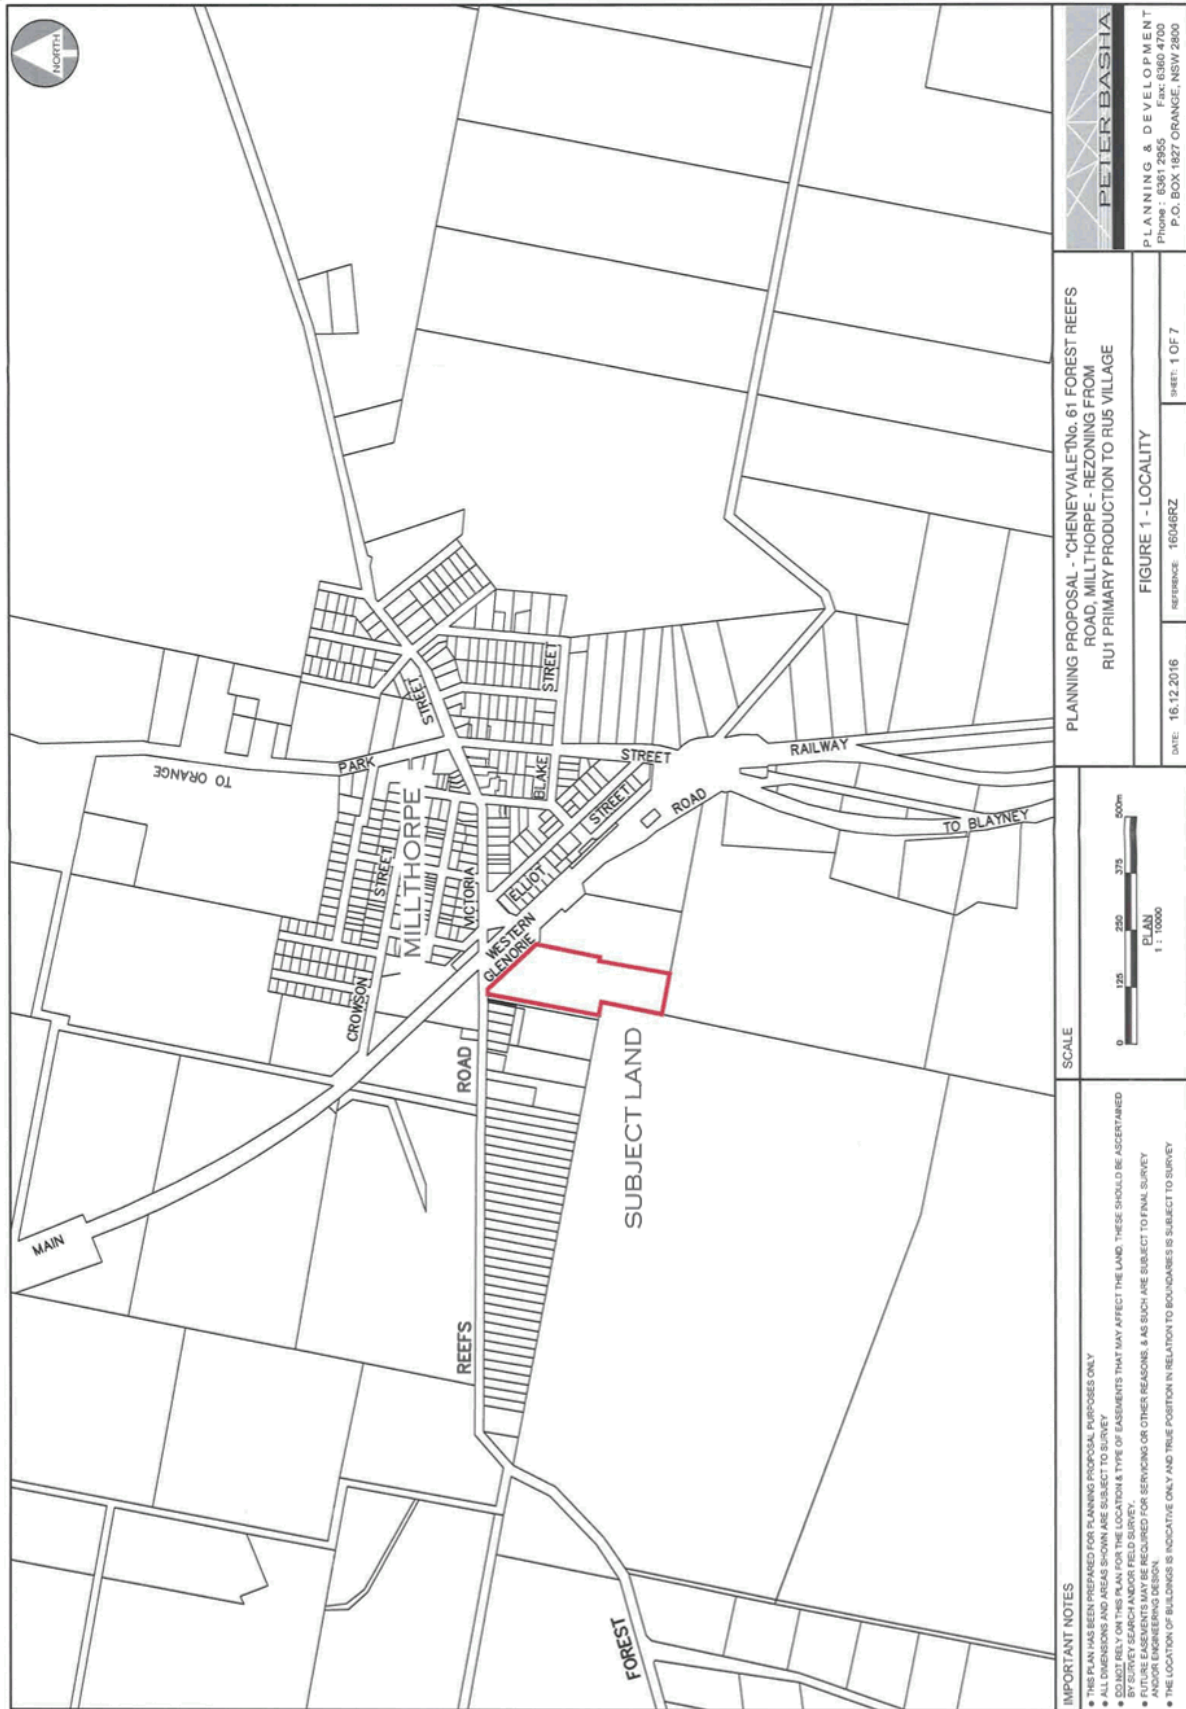 NORTH
TO ORANGE
PARK
STREET
CROWSON
STREET
MILLTHORPE
VICTORIA
BLAKE
STREET
STREET
ELLIOT
STREET
WESTERN
GLENORIE
ROAD
RAILWAY
TO BLAYNEY
MAIN
ROAD
REEFS
FOREST
SUBJECT LAND
IMPORTANT NOTES
• THIS PLAN HAS BEEN PREPARED FOR PLANNING PROPOSAL PURPOSES ONLY
• ALL DIMENSIONS AND AREAS SHOWN ARE SUBJECT TO SURVEY
• DO NOT RELY ON THIS PLAN FOR THE LOCATION & TYPE OF EASEMENTS THAT MAY AFFECT THE LAND. THESE SHOULD BE ASCERTAINED
BY SURVEY SEARCH AND/OR FIELD SURVEY.
• FUTURE EASEMENTS MAY BE REQUIRED FOR SERVICING OR OTHER REASONS, & AS SUCH ARE SUBJECT TO FINAL SURVEY
AND/OR ENGINEERING DESIGN.
• THE LOCATION OF BUILDINGS IS INDICATIVE ONLY AND TRUE POSITION IN RELATION TO BOUNDARIES IS SUBJECT TO SURVEY
SCALE
0 125 250 375 500m
PLAN
1 : 10000
PLANNING PROPOSAL - "CHENEYVALE" No. 61 FOREST REEFS
ROAD, MILLTHORPE - REZONING FROM
RU1 PRIMARY PRODUCTION TO RU5 VILLAGE
FIGURE 1 - LOCALITY
DATE: 16.12.2016
REFERENCE: 16046RZ
SHEET: 1 OF 7
PETER BASHA
PLANNING & DEVELOPMENT
Phone : 6361 2955 Fax: 6360 4700
P.O. BOX 1827 ORANGE, NSW 2800